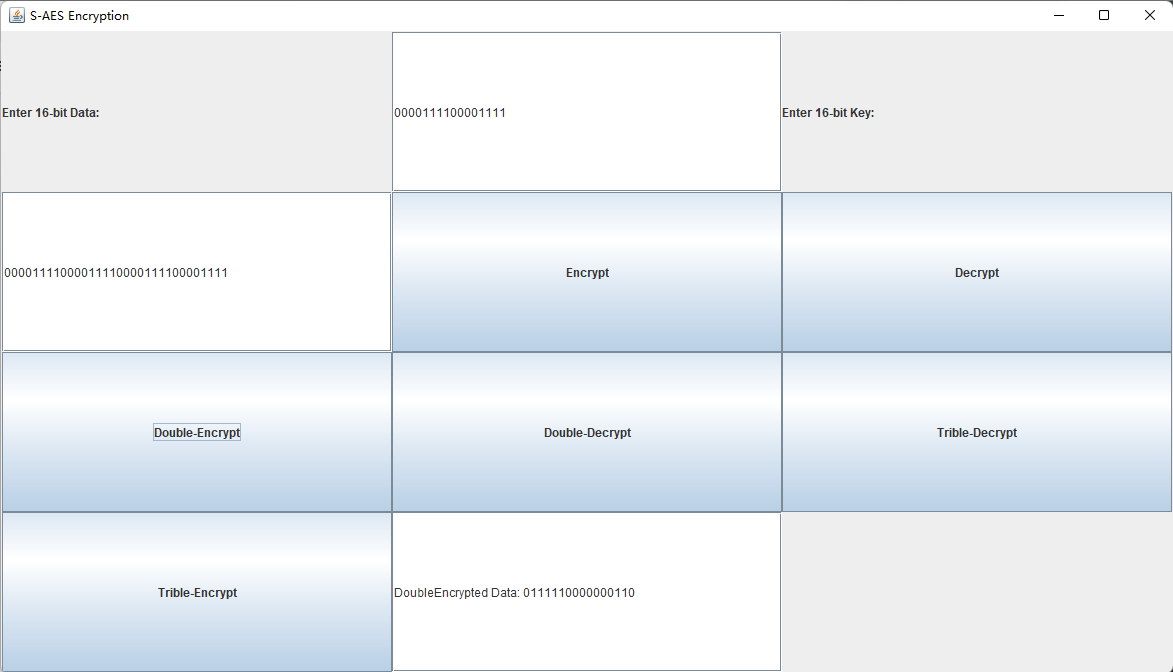 S-AES Encryption
Enter 16-bit Data:
0000111100001111
Enter 16-bit Key:
00001111000011110000111100001111
Encrypt
Decrypt
Double-Encrypt
Double-Decrypt
Trible-Decrypt
Trible-Encrypt
DoubleEncrypted Data: 0111110000000110